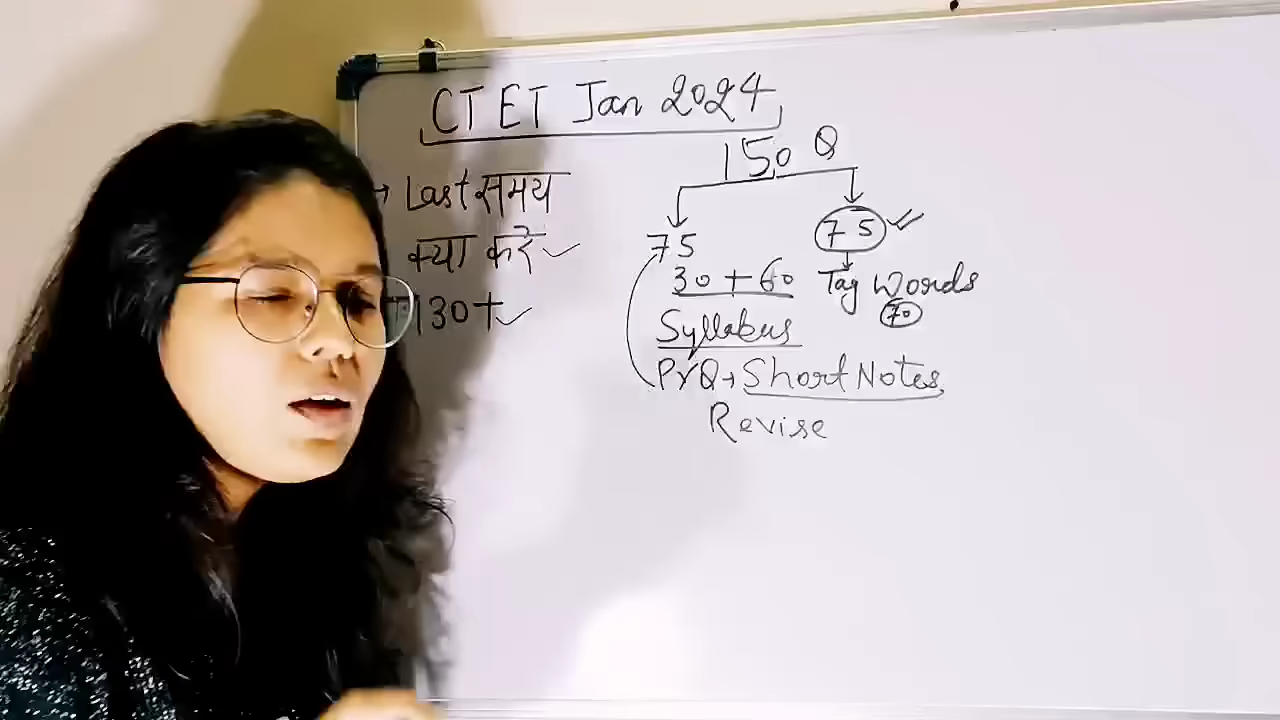 CTET Jan 2024
→ Last समय
क्या करें ✓
130+ ✓
150 Q
75
30 + 60
Syllabus
PYQ → Short Notes
Revise
75 ✓
Tag Words
70